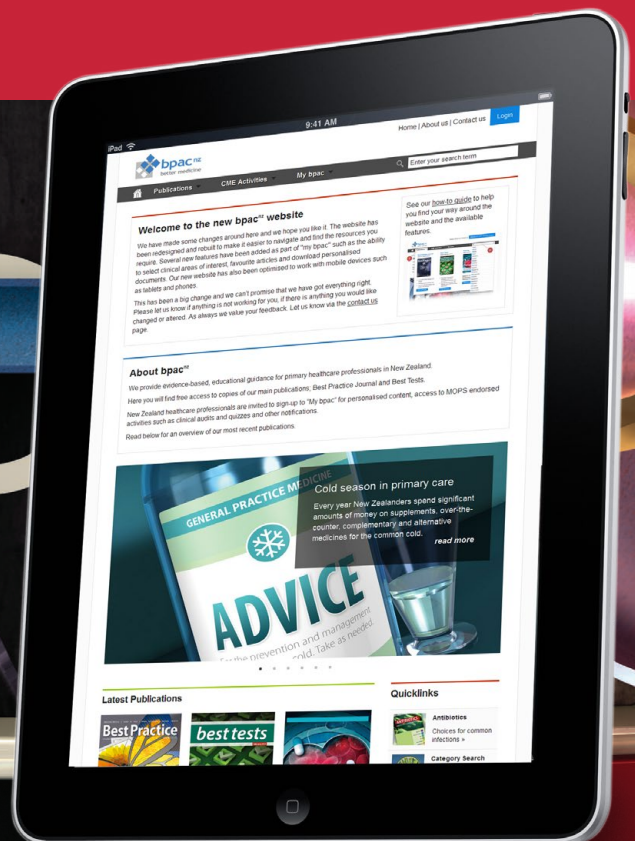 iPad
9:41 AM
Home | About us | Contact us
Login
bpac nz
better medicine
Publications
CME Activities
My bpac
Enter your search term
Welcome to the new bpacnz website
We have made some changes around here and we hope you like it. The website has
been redesigned and rebuilt to make it easier to navigate and find the resources you
require. Several new features have been added as part of "my bpac" such as the ability
to select clinical areas of interest, favourite articles and download personalised
documents. Our new website has also been optimised to work with mobile devices such
as tablets and phones.
This has been a big change and we can't promise that we have got everything right.
Please let us know if anything is not working for you, if there is anything you would like
changed or altered. As always we value your feedback. Let us know via the contact us
page.
See our how-to guide to help
you find your way around the
website and the available
features.
About bpacnz
We provide evidence-based, educational guidance for primary healthcare professionals in New Zealand.
Here you will find free access to copies of our main publications; Best Practice Journal and Best Tests.
New Zealand healthcare professionals are invited to sign-up to "My bpac" for personalised content, access to MOPS endorsed
activities such as clinical audits and quizzes and other notifications.
Read below for an overview of our most recent publications.
GENERAL PRACTICE MEDICINE
ADVICE
the prevention and management
cold. Take as needed.
Cold season in primary care
Every year New Zealanders spend significant
amounts of money on supplements, over-the-
counter, complementary and alternative
medicines for the common cold.
read more
Latest Publications
Best Practice
best tests
Quicklinks
Antibiotics
Choices for common
infections »
Category Search